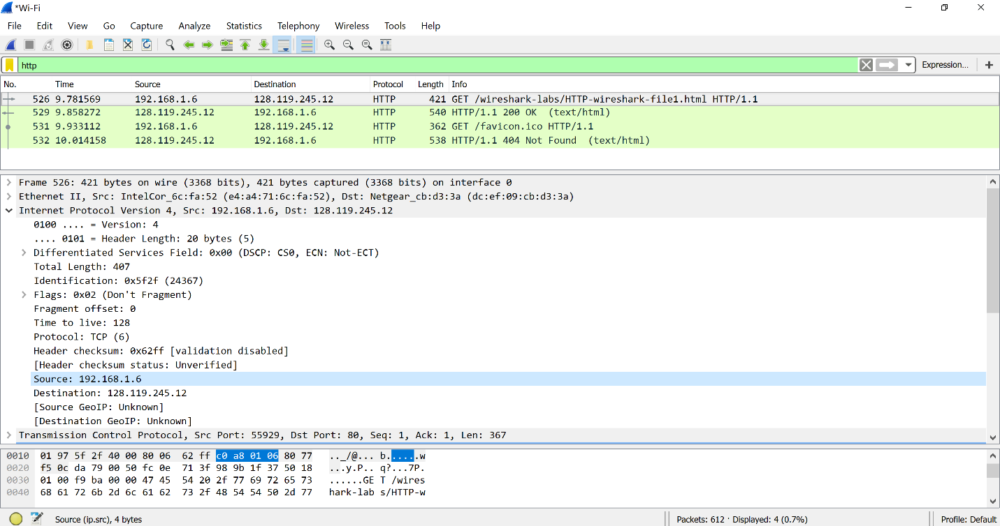 *Wi-Fi
File Edit View Go Capture Analyze Statistics Telephony Wireless Tools Help
http Expression... +
No. Time Source Destination Protocol Length Info
526 9.781569 192.168.1.6 128.119.245.12 HTTP 421 GET /wireshark-labs/HTTP-wireshark-file1.html HTTP/1.1
529 9.858272 128.119.245.12 192.168.1.6 HTTP 540 HTTP/1.1 200 OK (text/html)
531 9.933112 192.168.1.6 128.119.245.12 HTTP 362 GET /favicon.ico HTTP/1.1
532 10.014158 128.119.245.12 192.168.1.6 HTTP 538 HTTP/1.1 404 Not Found (text/html)
Frame 526: 421 bytes on wire (3368 bits), 421 bytes captured (3368 bits) on interface 0
Ethernet II, Src: IntelCor_6c:fa:52 (e4:a4:71:6c:fa:52), Dst: Netgear_cb:d3:3a (dc:ef:09:cb:d3:3a)
Internet Protocol Version 4, Src: 192.168.1.6, Dst: 128.119.245.12
0100 .... = Version: 4
.... 0101 = Header Length: 20 bytes (5)
Differentiated Services Field: 0x00 (DSCP: CS0, ECN: Not-ECT)
Total Length: 407
Identification: 0x5f2f (24367)
Flags: 0x02 (Don't Fragment)
Fragment offset: 0
Time to live: 128
Protocol: TCP (6)
Header checksum: 0x62ff [validation disabled]
[Header checksum status: Unverified]
Source: 192.168.1.6
Destination: 128.119.245.12
[Source GeoIP: Unknown]
[Destination GeoIP: Unknown]
Transmission Control Protocol, Src Port: 55929, Dst Port: 80, Seq: 1, Ack: 1, Len: 367
0010 01 97 5f 2f 40 00 80 06 62 ff c0 a8 01 06 80 77 .._/@... b......w
0020 f5 0c da 79 00 50 fc 0e 71 3f 98 9b 1f 37 50 18 ...y.P.. q?...7P.
0030 01 00 f9 ba 00 00 47 45 54 20 2f 77 69 72 65 73 ......GE T /wires
0040 68 61 72 6b 2d 6c 61 62 73 2f 48 54 54 50 2d 77 hark-lab s/HTTP-w
Source (ip.src), 4 bytes Packets: 612 · Displayed: 4 (0.7%) Profile: Default